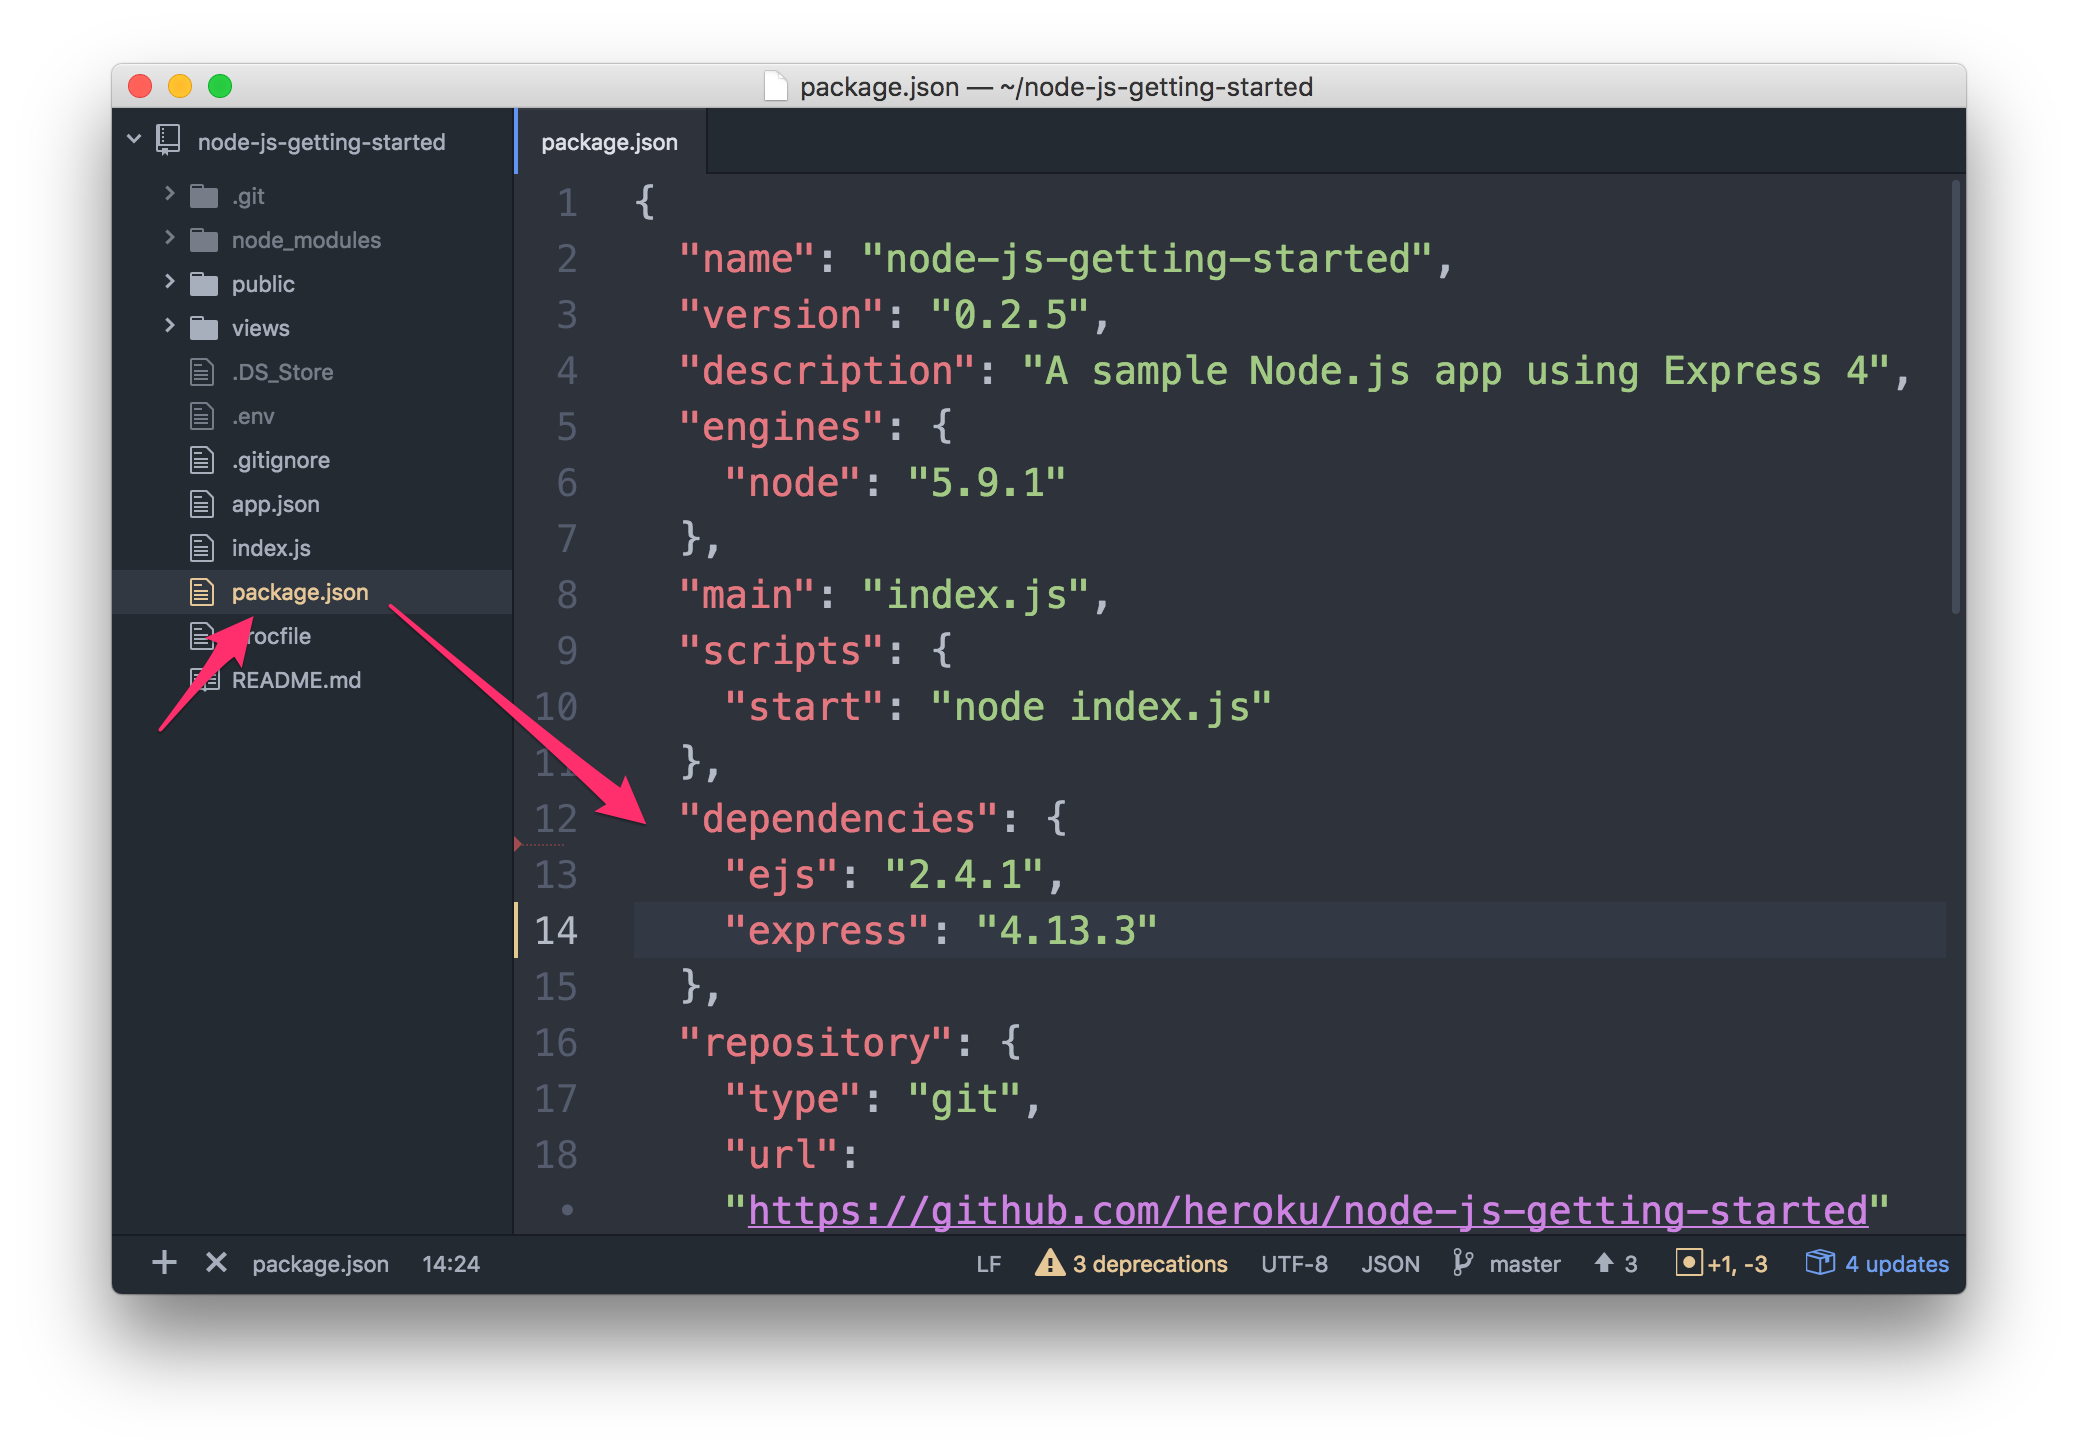 package.json — ~/node-js-getting-started
node-js-getting-started
.git
node_modules
public
views
.DS_Store
.env
.gitignore
app.json
index.js
package.json
rocfile
README.md
package.json
1 {
2 "name": "node-js-getting-started",
3 "version": "0.2.5",
4 "description": "A sample Node.js app using Express 4",
5 "engines": {
6 "node": "5.9.1"
7 },
8 "main": "index.js",
9 "scripts": {
10 "start": "node index.js"
11 },
12 "dependencies": {
13 "ejs": "2.4.1",
14 "express": "4.13.3"
15 },
16 "repository": {
17 "type": "git",
18 "url":
• "https://github.com/heroku/node-js-getting-started"
package.json 14:24 LF 3 deprecations UTF-8 JSON master 3 +1, -3 4 updates